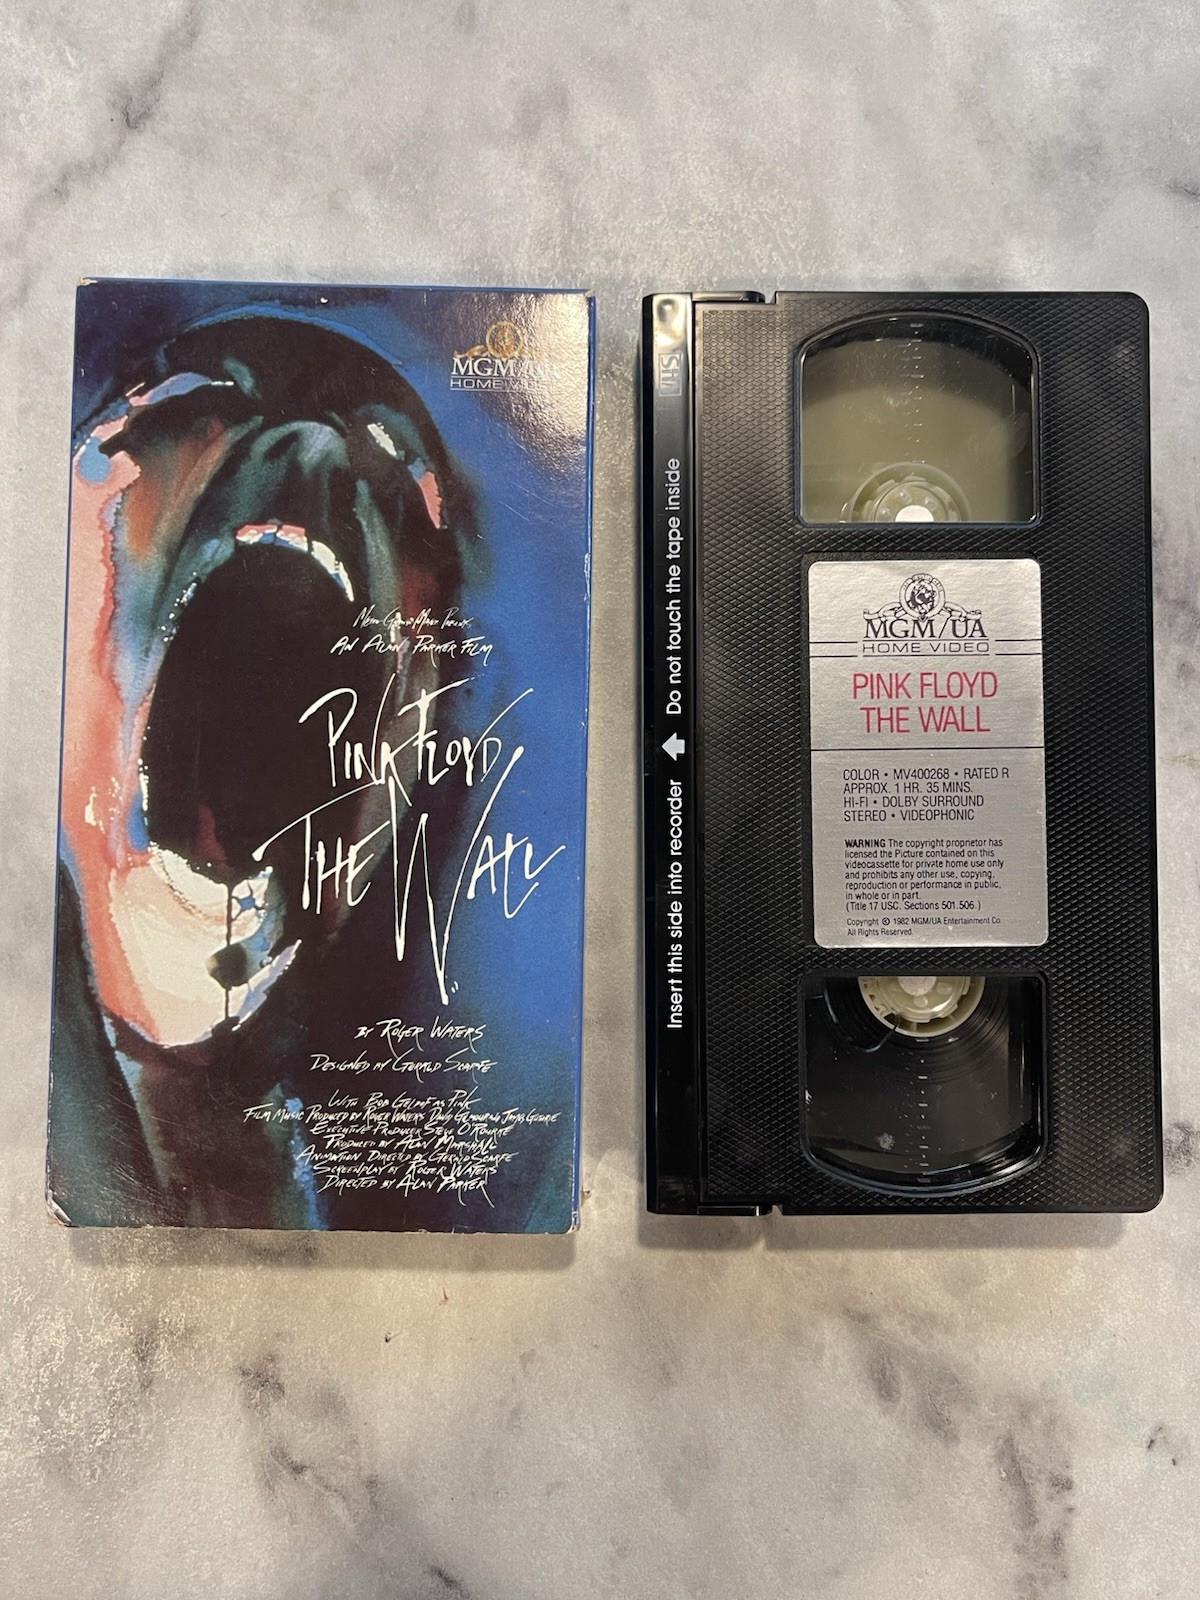 MGM/UA
HOME VIDEO
Metro Goldwyn Mayer Presents
AN ALAN PARKER FILM
PINK FLOYD
THE WALL
BY ROGER WATERS
DESIGNED BY GERALD SCARFE
WITH BOB GELDOF AS PINK
FILM MUSIC PRODUCED BY ROGER WATERS DAVID GILMOUR AND JAMES GUTHRIE
EXECUTIVE PRODUCER STEVE O'ROURKE
PRODUCED BY ALAN MARSHALL
ANIMATION DIRECTED BY GERALD SCARFE
SCREENPLAY BY ROGER WATERS
DIRECTED BY ALAN PARKER
Insert this side into recorder
Do not touch the tape inside
MGM/UA
HOME VIDEO
PINK FLOYD
THE WALL
COLOR • MV400268 • RATED R
APPROX. 1 HR. 35 MINS.
HI-FI • DOLBY SURROUND
STEREO • VIDEOPHONIC
WARNING The copyright proprietor has
licensed the Picture contained on this
videocassette for private home use only
and prohibits any other use, copying,
reproduction or performance in public,
in whole or in part.
(Title 17 USC. Sections 501.506.)
Copyright © 1982 MGM/UA Entertainment Co.
All Rights Reserved.